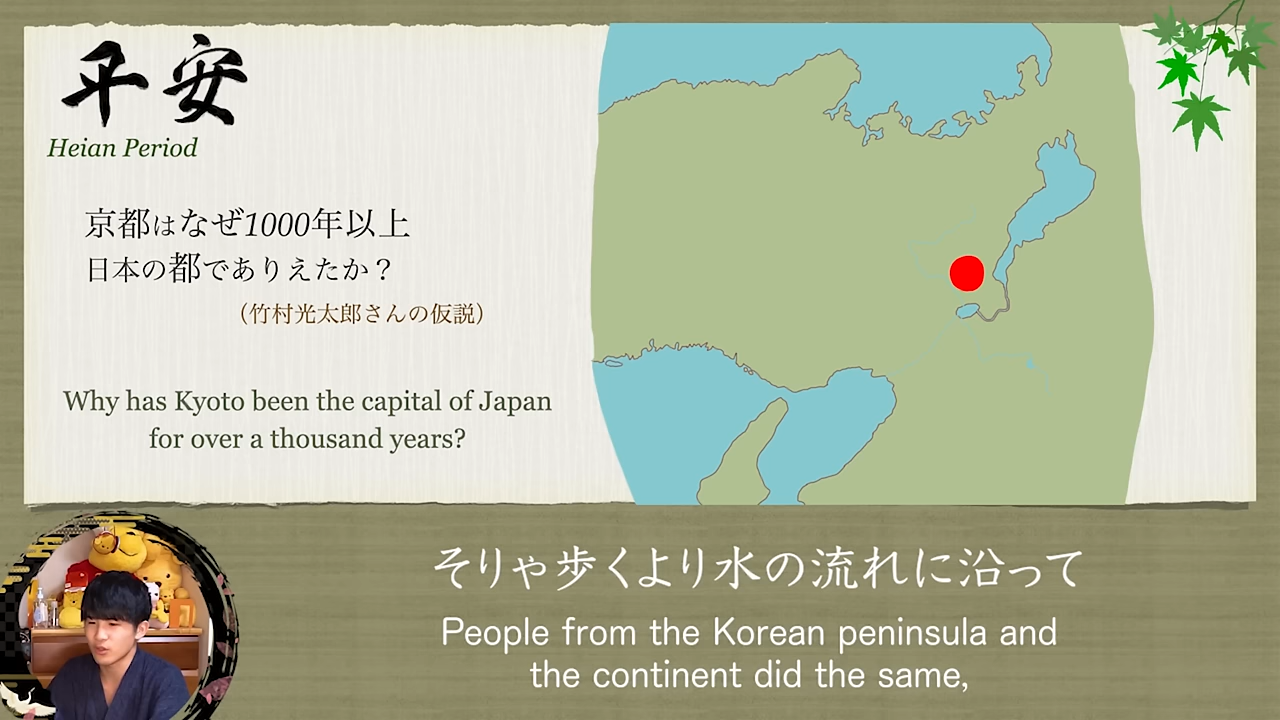 平安
Heian Period
京都はなぜ1000年以上
日本の都でありえたか？
（竹村光太郎さんの仮説）
Why has Kyoto been the capital of Japan
for over a thousand years?
そりゃ歩くより水の流れに沿って
People from the Korean peninsula and
the continent did the same,